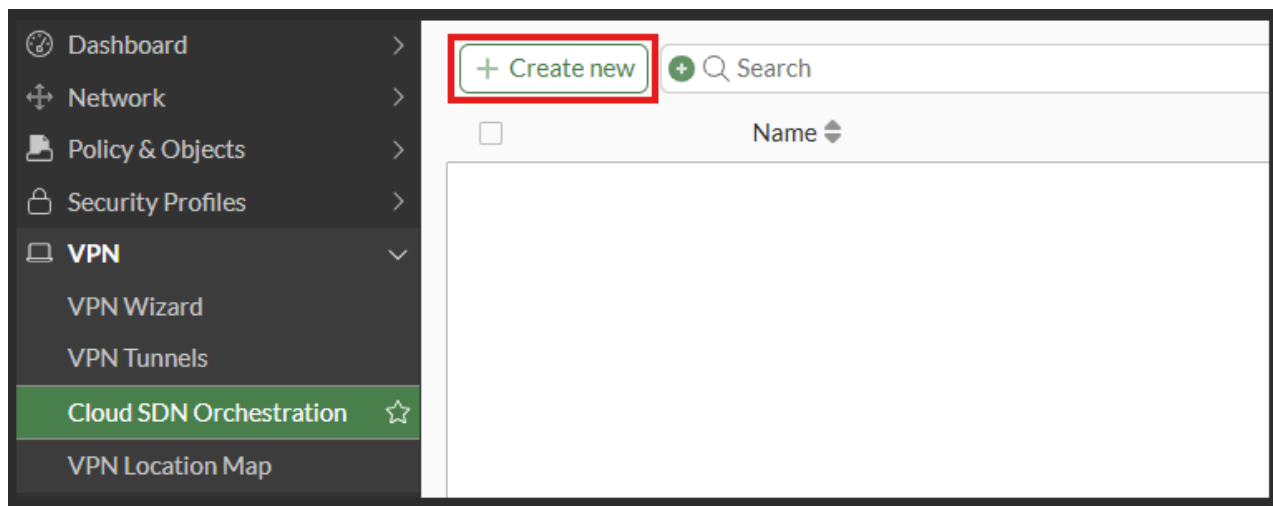 Dashboard
Network
Policy & Objects
Security Profiles
VPN
VPN Wizard
VPN Tunnels
Cloud SDN Orchestration
VPN Location Map
+ Create new
Search
Name